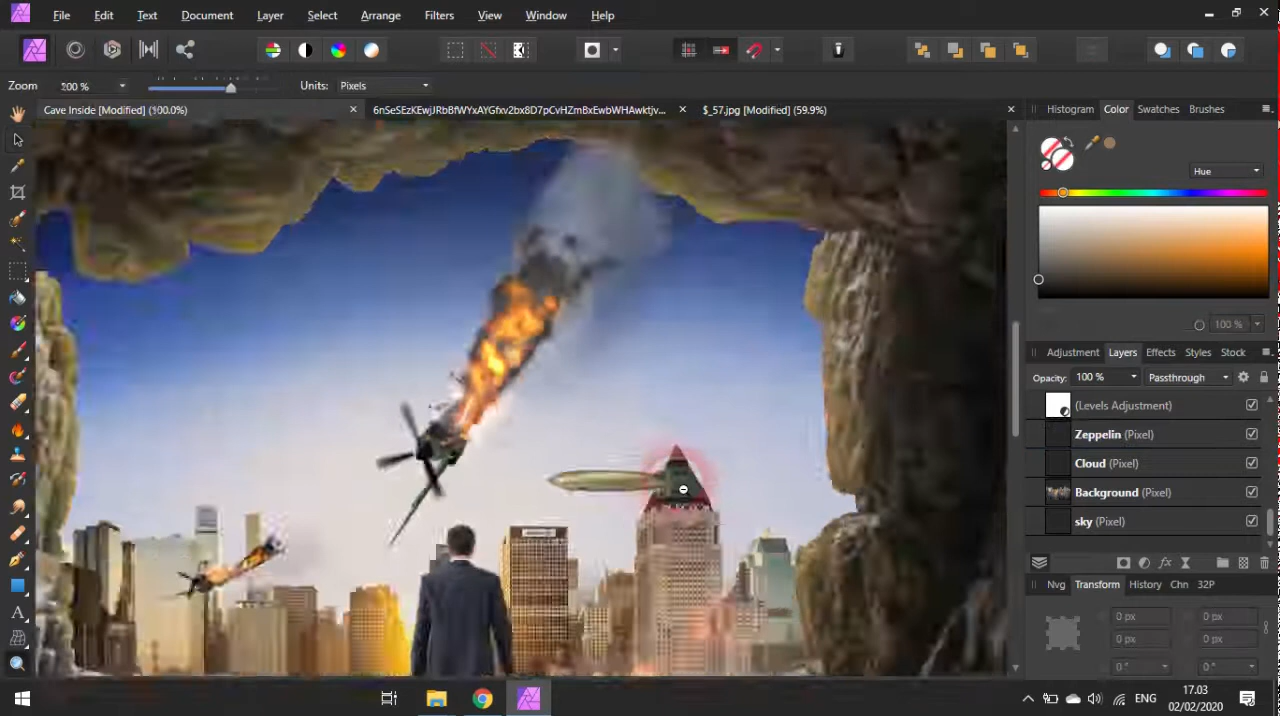 File Edit Text Document Layer Select Arrange Filters View Window Help
Zoom 200 % Units: Pixels
Cave Inside [Modified] (100.0%) 6nSeSEzKEwjJRbBfWYxAYGfxv2bx8D7pCvHZmBxEwbWHAwktjv... $_57.jpg [Modified] (59.9%)
Histogram Color Swatches Brushes
Hue
100 %
Adjustment Layers Effects Styles Stock
Opacity: 100 % Passthrough
(Levels Adjustment)
Zeppelin (Pixel)
Cloud (Pixel)
Background (Pixel)
sky (Pixel)
Nvg Transform History Chn 32P
0 px 0 px
0 px 0 px
0 ° 0 °
ENG
17.03
02/02/2020